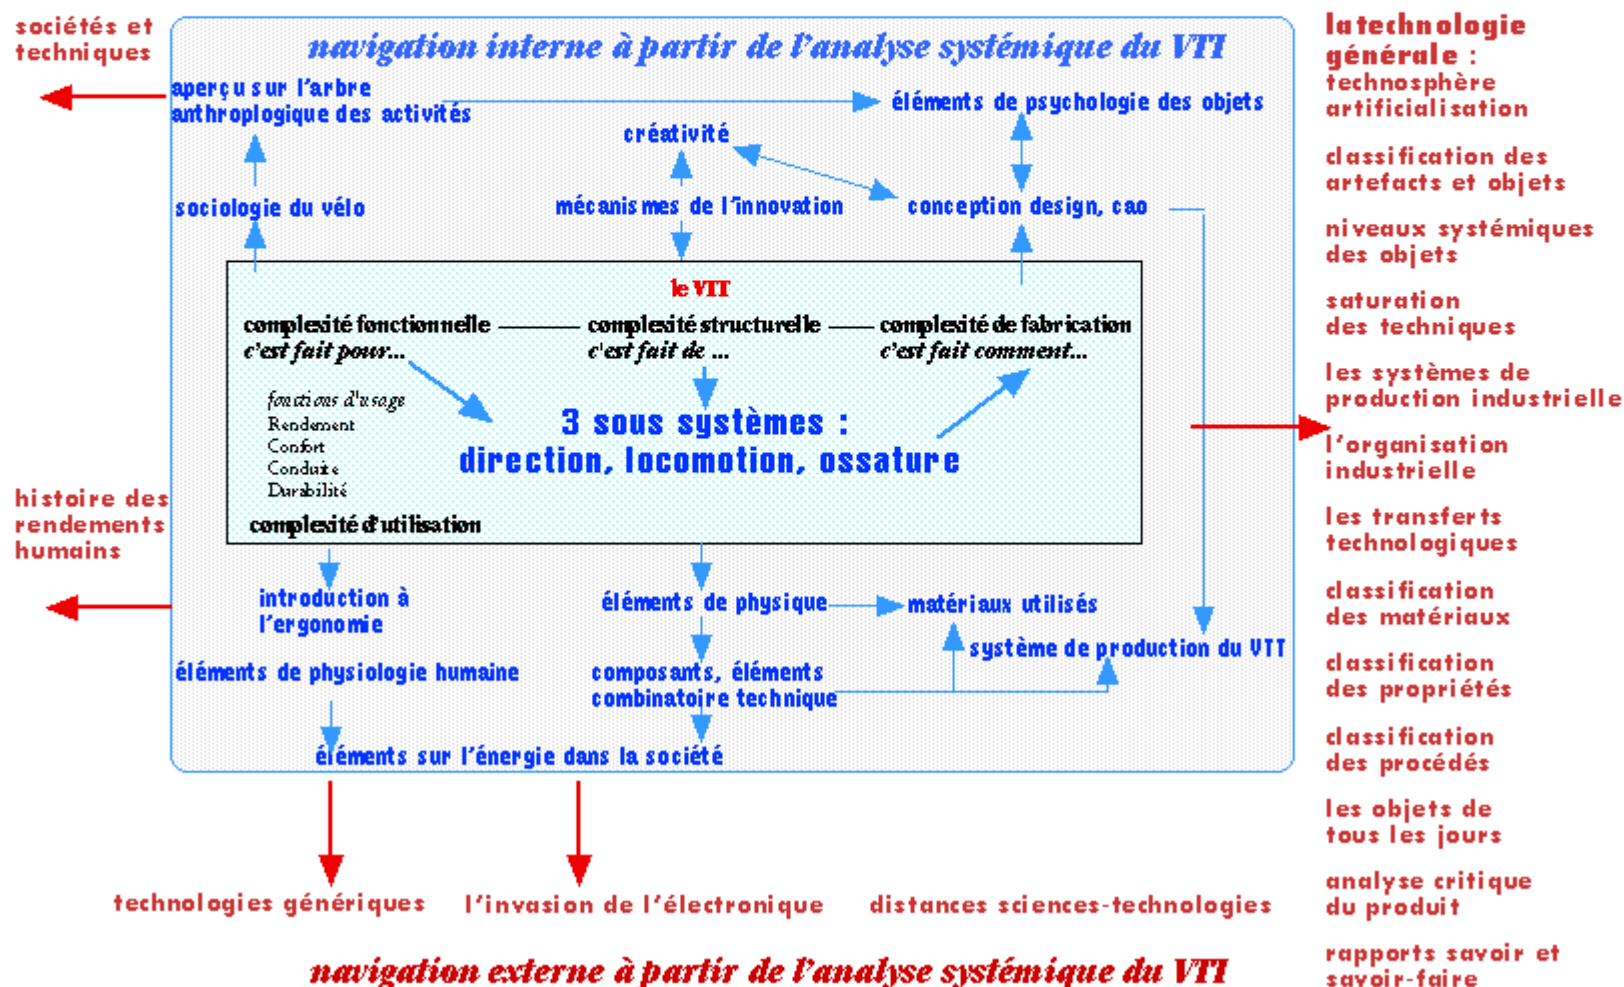 sociétés et
techniques
navigation interne à partir de l'analyse systémique du VTT
aperçu sur l'arbre
anthroplogique des activités
éléments de psychologie des objets
créativité
sociologie du vélo
mécanismes de l'innovation
conception design, cao
le VTT
complexité fonctionnelle
c'est fait pour...
complexité structurelle
c'est fait de ...
complexité de fabrication
c'est fait comment...
fonctions d'usage
Rendement
Confort
Conduite
Durabilité
3 sous systèmes :
direction, locomotion, ossature
complexité d'utilisation
histoire des
rendements
humains
introduction à
l'ergonomie
éléments de physique
matériaux utilisés
système de production du VTT
éléments de physiologie humaine
composants, éléments
combinatoire technique
éléments sur l'énergie dans la société
technologies génériques
l'invasion de l'électronique
distances sciences-technologies
navigation externe à partir de l'analyse systémique du VTT
la technologie
générale :
technosphère
artificialisation
classification des
artefacts et objets
niveaux systémiques
des objets
saturation
des techniques
les systèmes de
production industrielle
l'organisation
industrielle
les transferts
technologiques
classification
des matériaux
classification
des propriétés
classification
des procédés
les objets de
tous les jours
analyse critique
du produit
rapports savoir et
savoir-faire